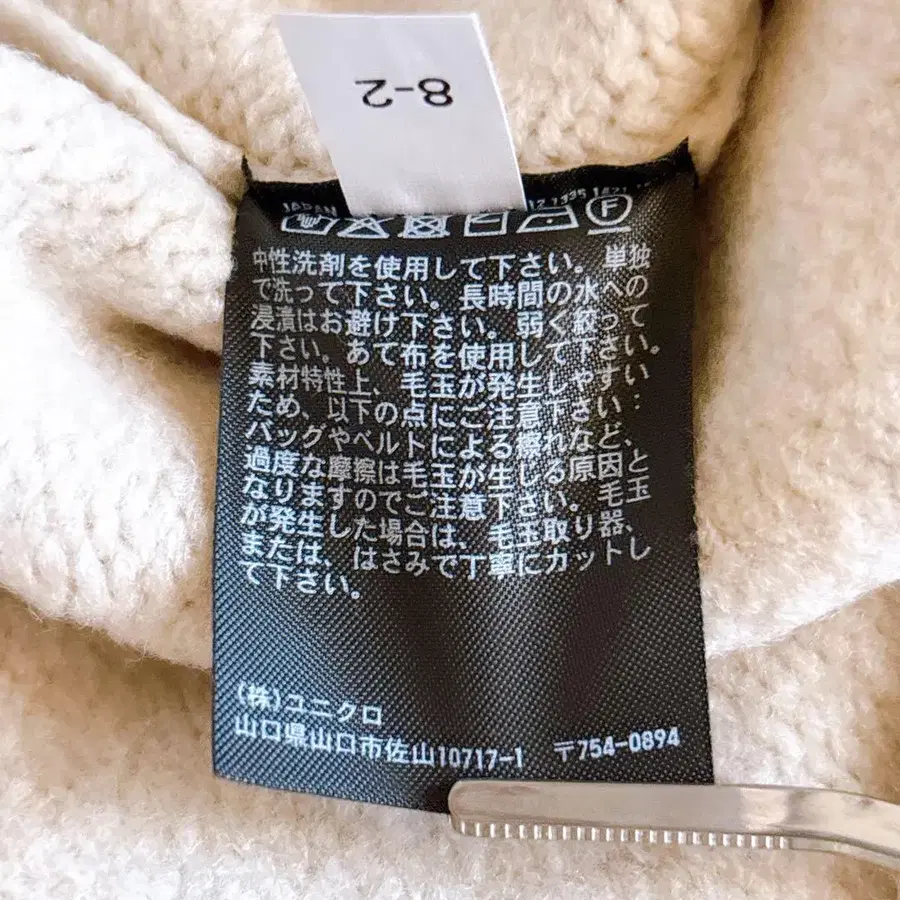 8-2
JAPAN
12 1335 1421
F
中性洗剤を使用して下さい。単独
で洗って下さい。長時間の水への
浸漬はお避け下さい。弱く絞って
下さい。あて布を使用して下さい。
素材特性上、毛玉が発生しやすい
ため、以下の点にご注意下さい…
バッグやベルトによる擦れなど、
過度な摩擦は毛玉が生じる原因と
なりますのでご注意下さい。毛玉
が発生した場合は、毛玉取り器、
または、はさみで丁寧にカットし
て下さい。
(株)ユニクロ
山口県山口市佐山10717-1 〒754-0894